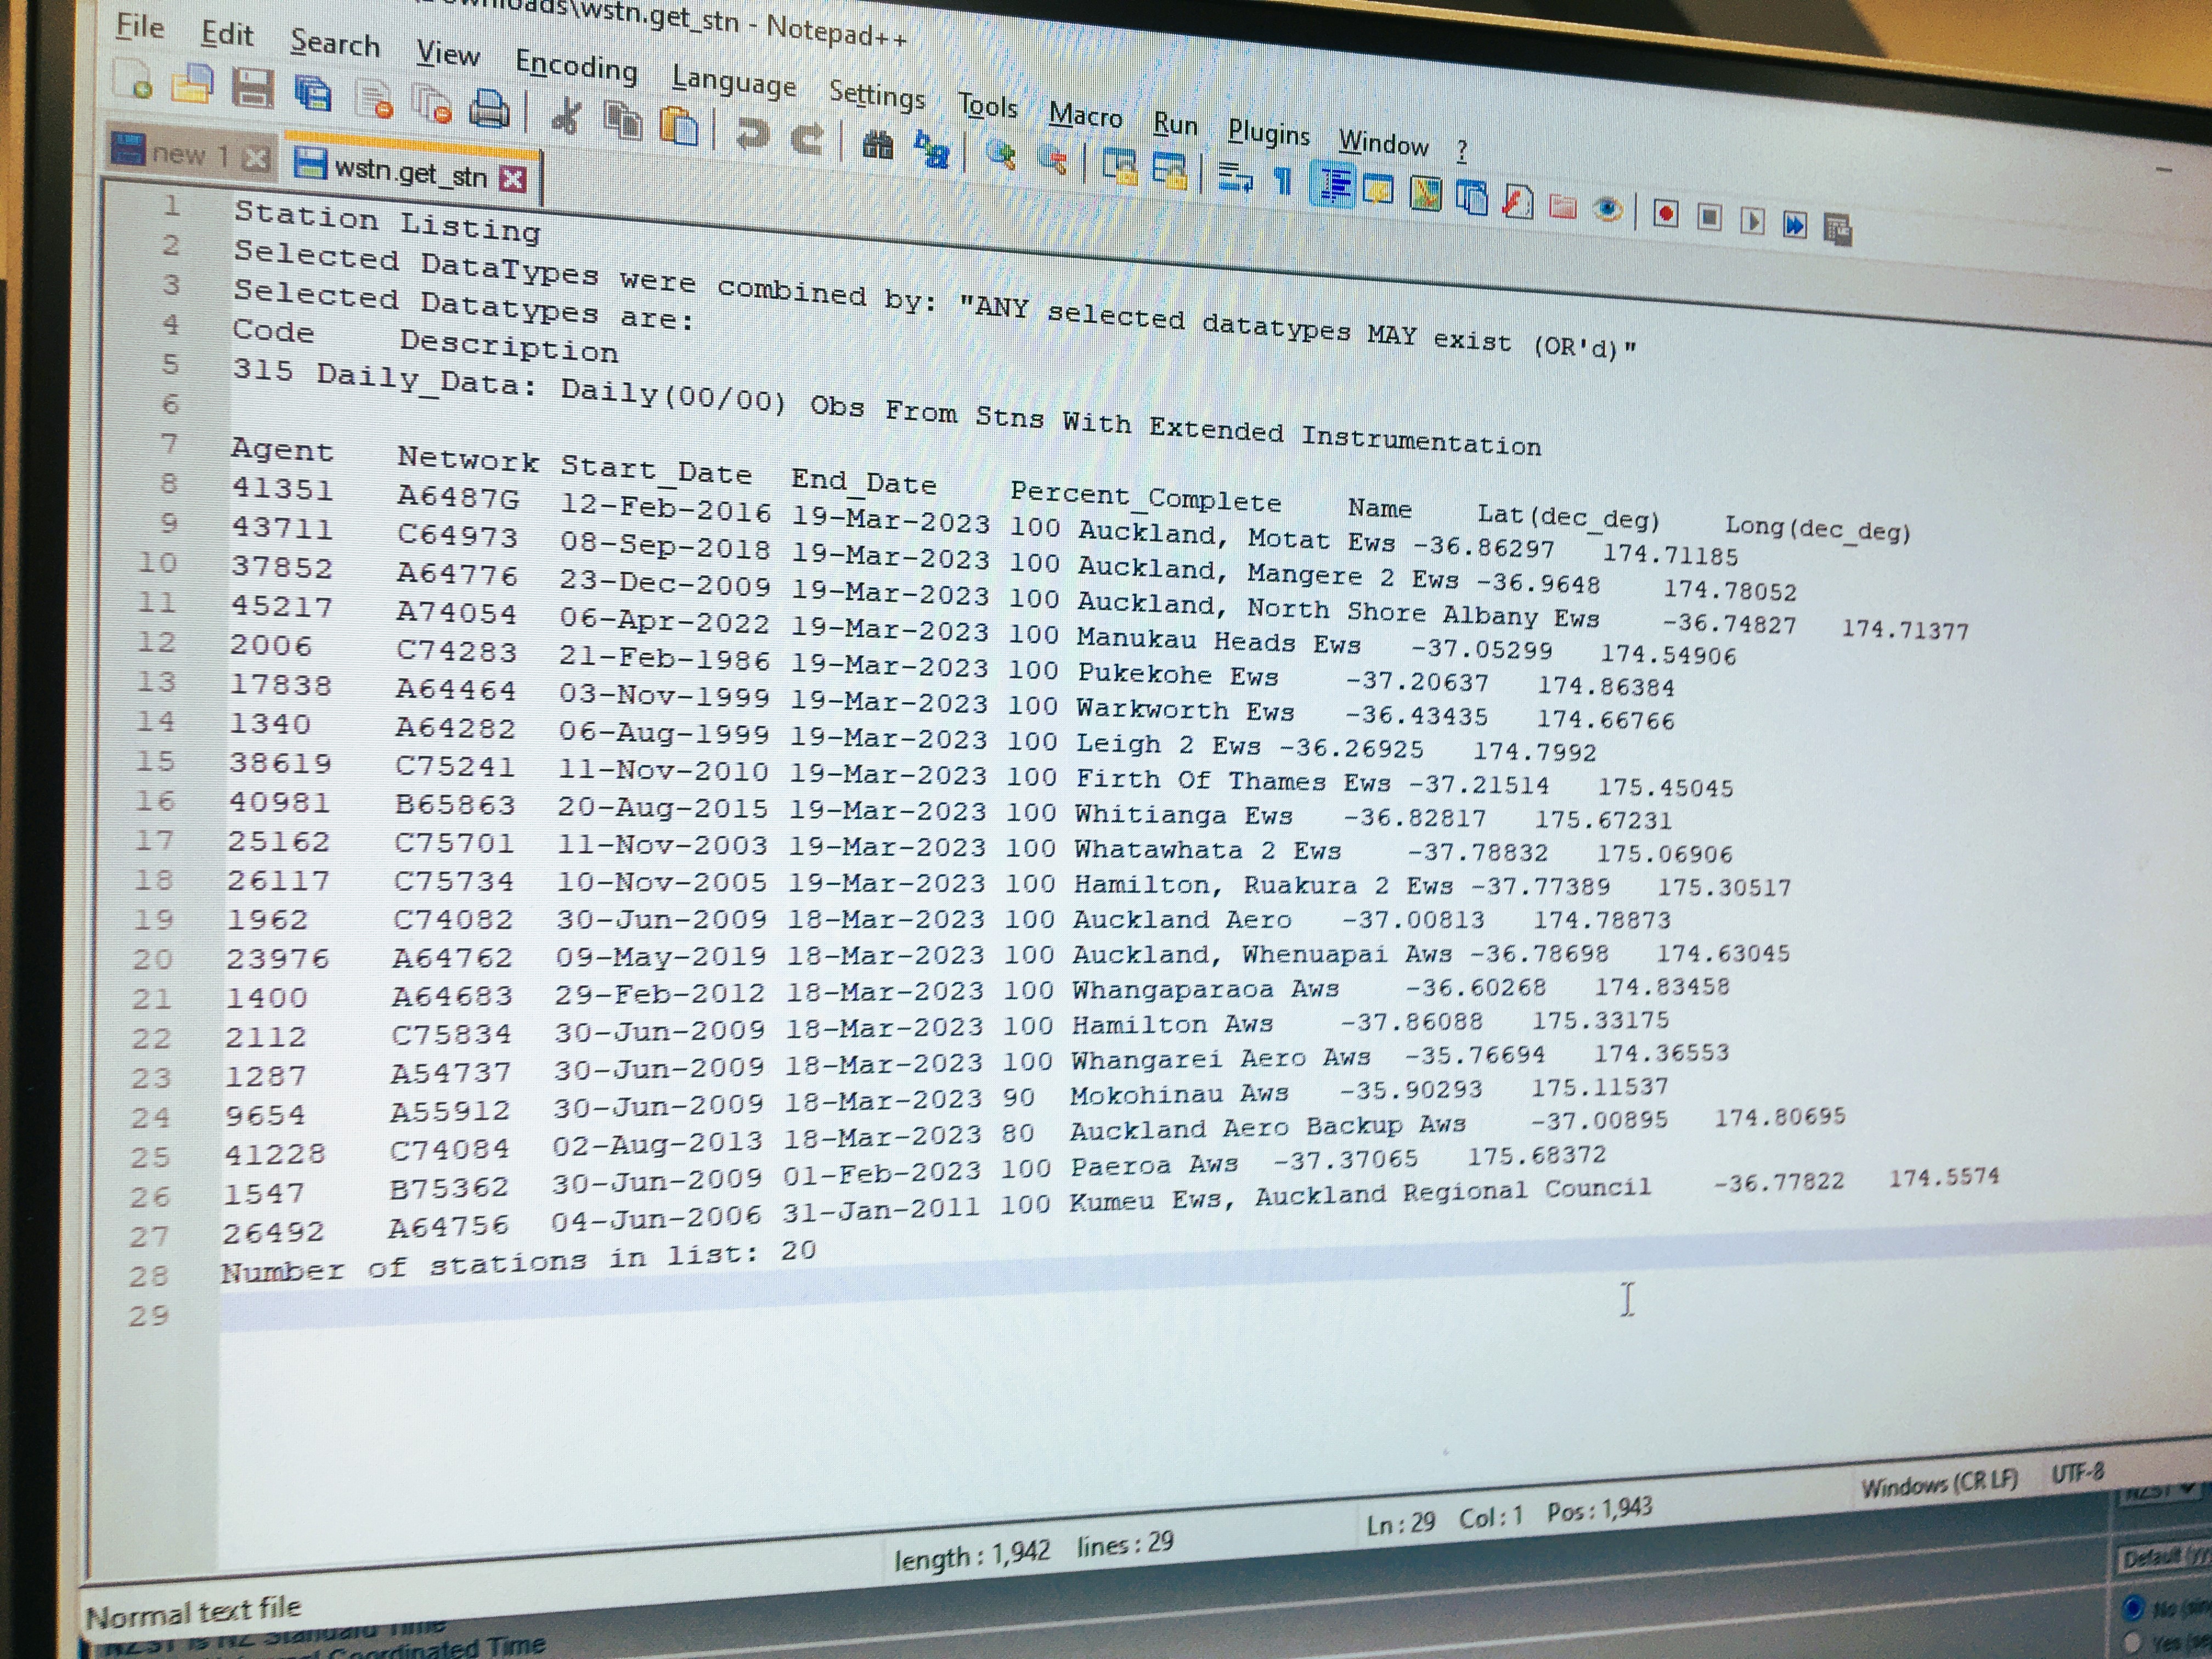 \wstn.get_stn - Notepad++
File Edit Search View Encoding Language Settings Tools Macro Run Plugins Window ?
new 1 wstn.get_stn
1 Station Listing
2 Selected DataTypes were combined by: "ANY selected datatypes MAY exist (OR'd)"
3 Selected Datatypes are:
4 Code Description
5 315 Daily_Data: Daily(00/00) Obs From Stns With Extended Instrumentation
6
7 Agent Network Start_Date End_Date Percent_Complete Name Lat(dec_deg) Long(dec_deg)
8 41351 A6487G 12-Feb-2016 19-Mar-2023 100 Auckland, Motat Ews -36.86297 174.71185
9 43711 C64973 08-Sep-2018 19-Mar-2023 100 Auckland, Mangere 2 Ews -36.9648 174.78052
10 37852 A64776 23-Dec-2009 19-Mar-2023 100 Auckland, North Shore Albany Ews -36.74827 174.71377
11 45217 A74054 06-Apr-2022 19-Mar-2023 100 Manukau Heads Ews -37.05299 174.54906
12 2006 C74283 21-Feb-1986 19-Mar-2023 100 Pukekohe Ews -37.20637 174.86384
13 17838 A64464 03-Nov-1999 19-Mar-2023 100 Warkworth Ews -36.43435 174.66766
14 1340 A64282 06-Aug-1999 19-Mar-2023 100 Leigh 2 Ews -36.26925 174.7992
15 38619 C75241 11-Nov-2010 19-Mar-2023 100 Firth Of Thames Ews -37.21514 175.45045
16 40981 B65863 20-Aug-2015 19-Mar-2023 100 Whitianga Ews -36.82817 175.67231
17 25162 C75701 11-Nov-2003 19-Mar-2023 100 Whatawhata 2 Ews -37.78832 175.06906
18 26117 C75734 10-Nov-2005 19-Mar-2023 100 Hamilton, Ruakura 2 Ews -37.77389 175.30517
19 1962 C74082 30-Jun-2009 18-Mar-2023 100 Auckland Aero -37.00813 174.78873
20 23976 A64762 09-May-2019 18-Mar-2023 100 Auckland, Whenuapai Aws -36.78698 174.63045
21 1400 A64683 29-Feb-2012 18-Mar-2023 100 Whangaparaoa Aws -36.60268 174.83458
22 2112 C75834 30-Jun-2009 18-Mar-2023 100 Hamilton Aws -37.86088 175.33175
23 1287 A54737 30-Jun-2009 18-Mar-2023 100 Whangarei Aero Aws -35.76694 174.36553
24 9654 A55912 30-Jun-2009 18-Mar-2023 90 Mokohinau Aws -35.90293 175.11537
25 41228 C74084 02-Aug-2013 18-Mar-2023 80 Auckland Aero Backup Aws -37.00895 174.80695
26 1547 B75362 30-Jun-2009 01-Feb-2023 100 Paeroa Aws -37.37065 175.68372
27 26492 A64756 04-Jun-2006 31-Jan-2011 100 Kumeu Ews, Auckland Regional Council -36.77822 174.5574
28 Number of stations in list: 20
29
Normal text file length : 1,942 lines : 29 Ln : 29 Col : 1 Pos : 1,943 Windows (CR LF) UTF-8
NZST
NZST is NZ Standard Time
Coordinated Time
Default
No
Yes